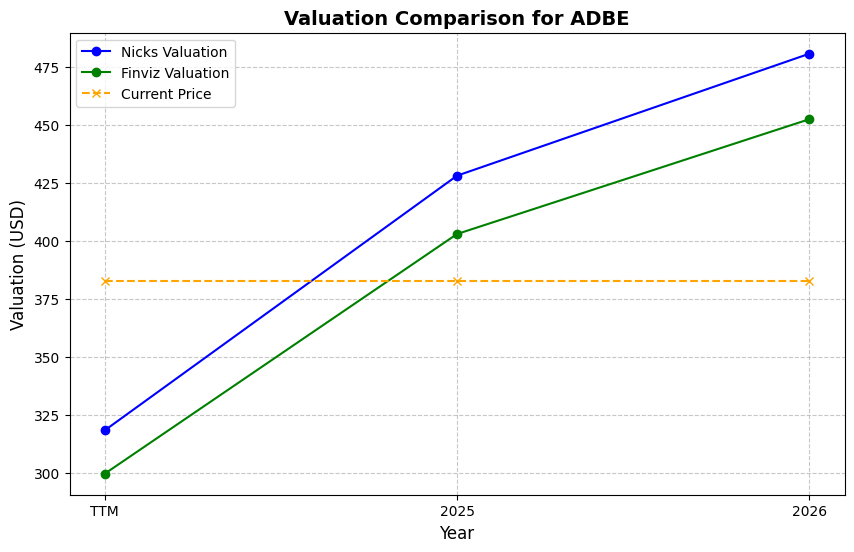 Valuation Comparison for ADBE
Nicks Valuation
Finviz Valuation
Current Price
475
450
425
400
375
350
325
300
Valuation (USD)
TTM
2025
2026
Year